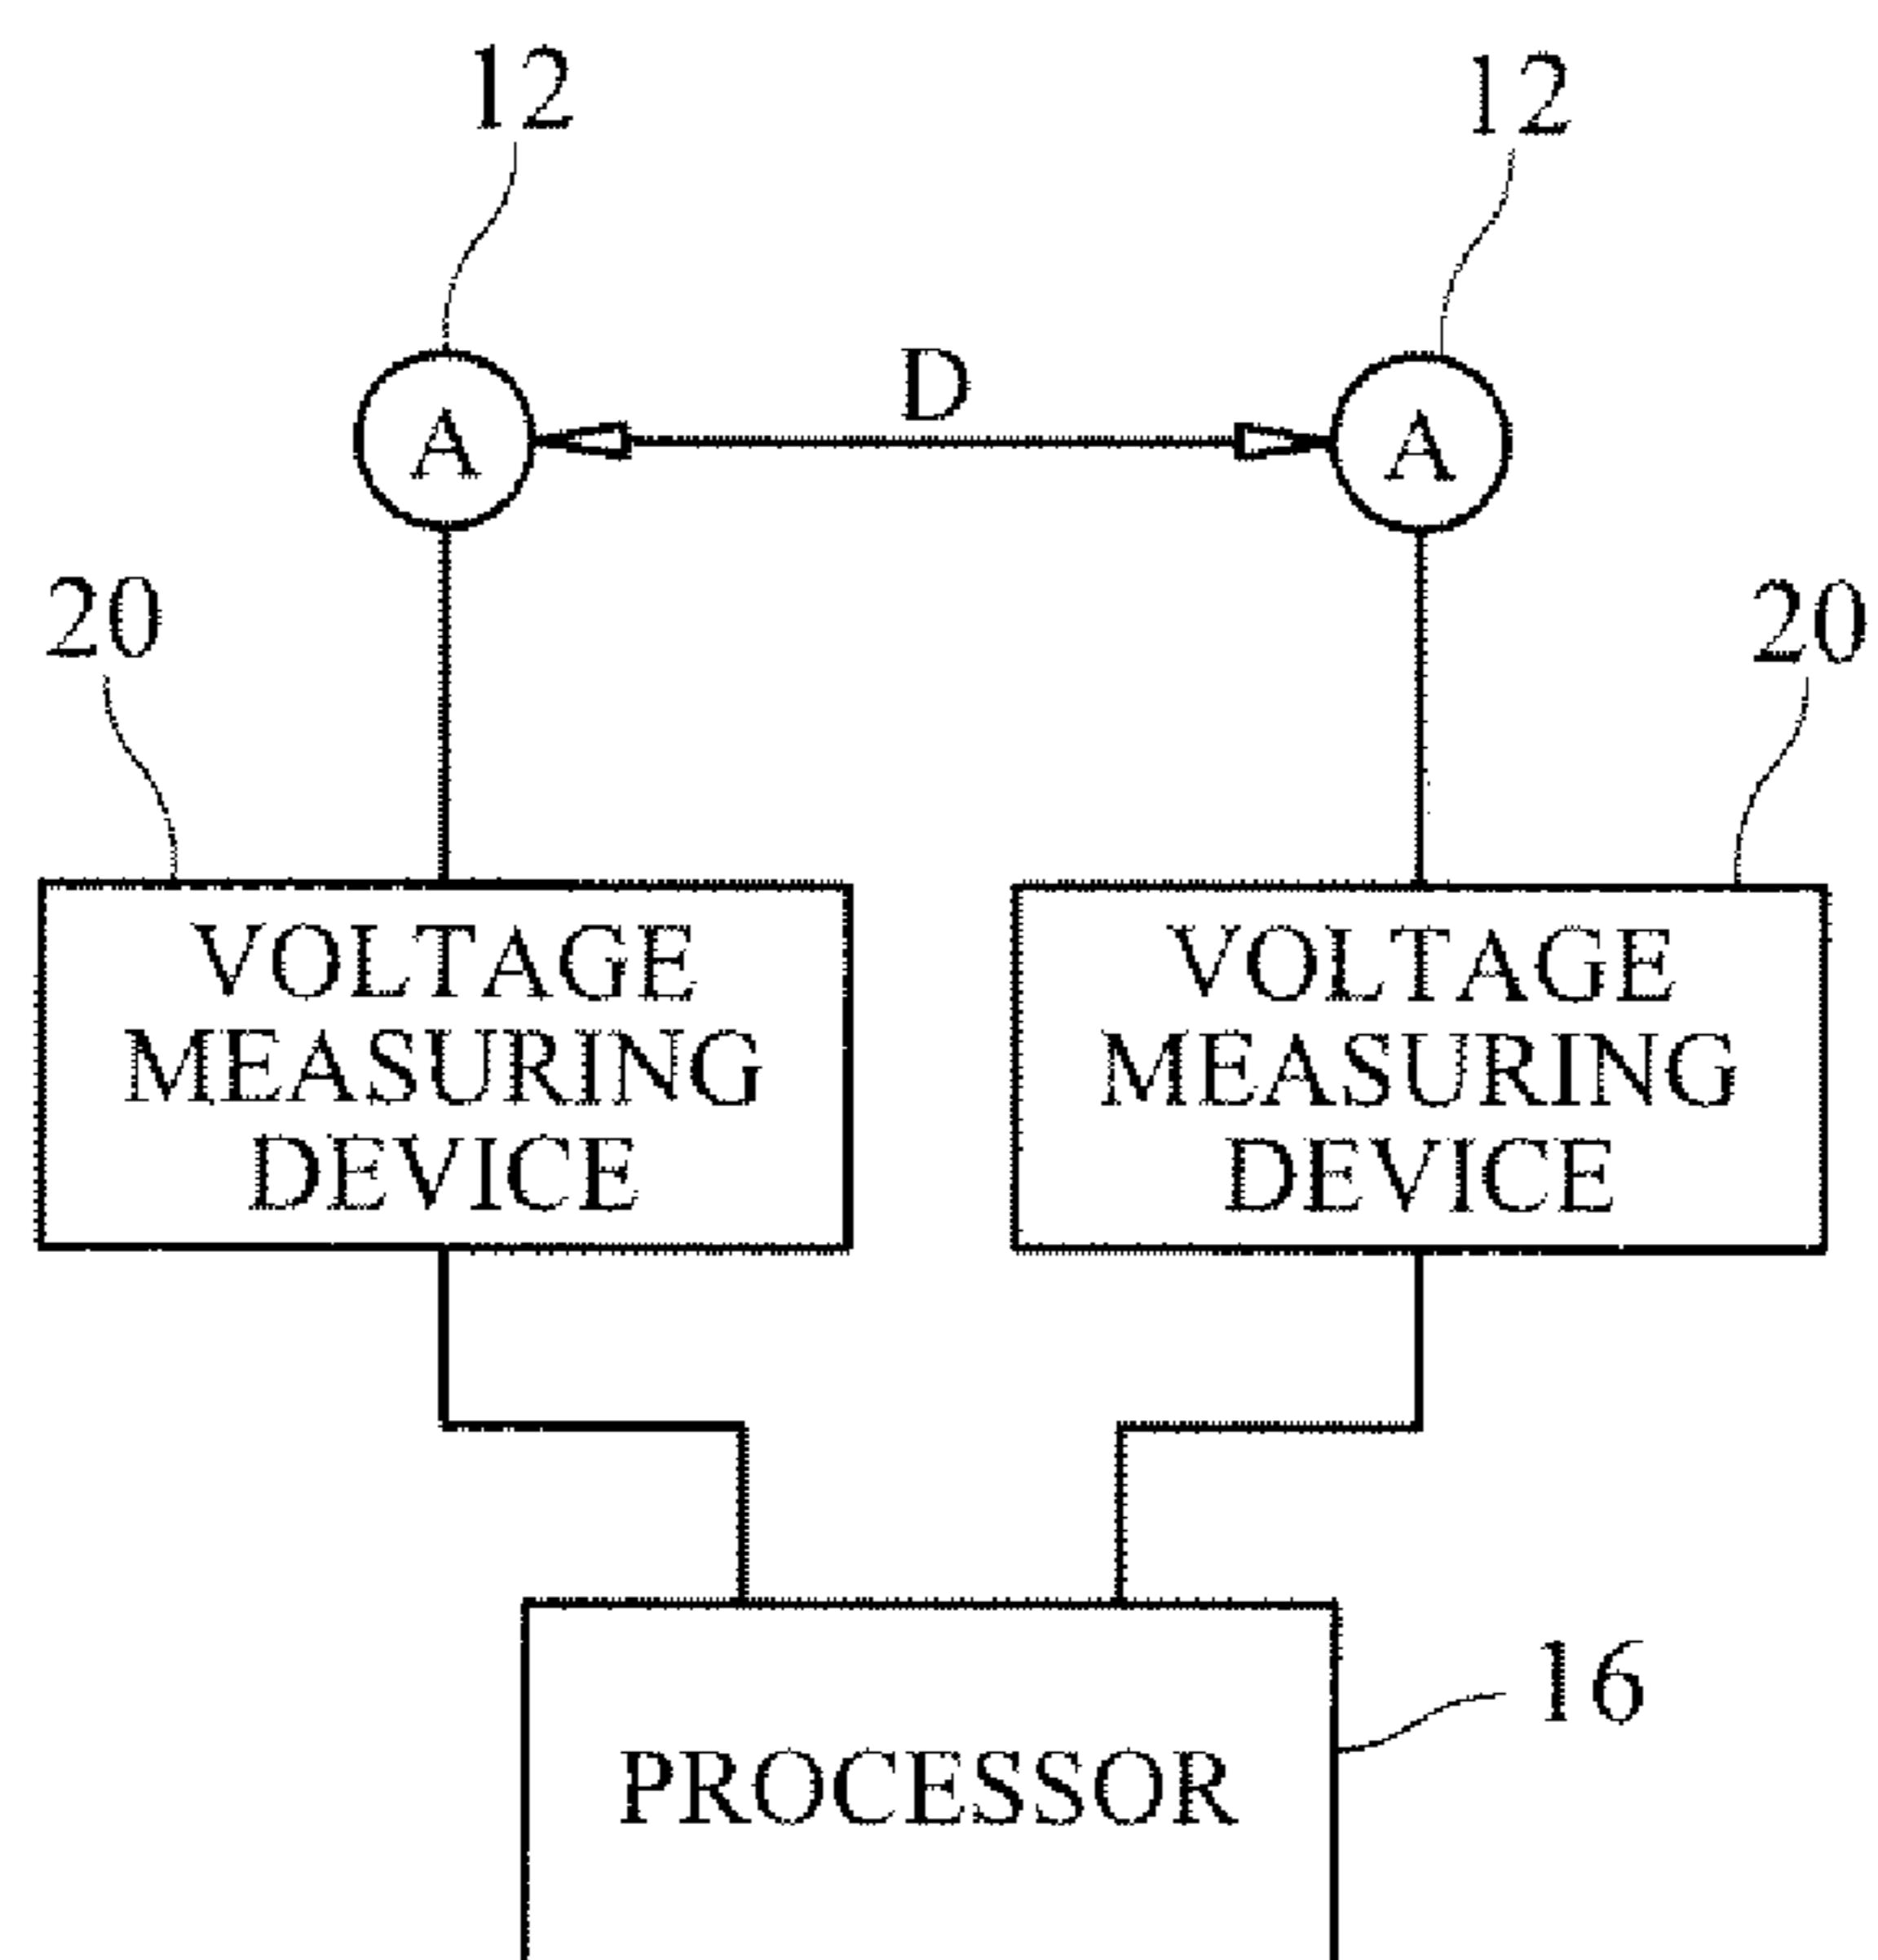 12 12
D
A A
20 20
VOLTAGE VOLTAGE
MEASURING MEASURING
DEVICE DEVICE
16
PROCESSOR